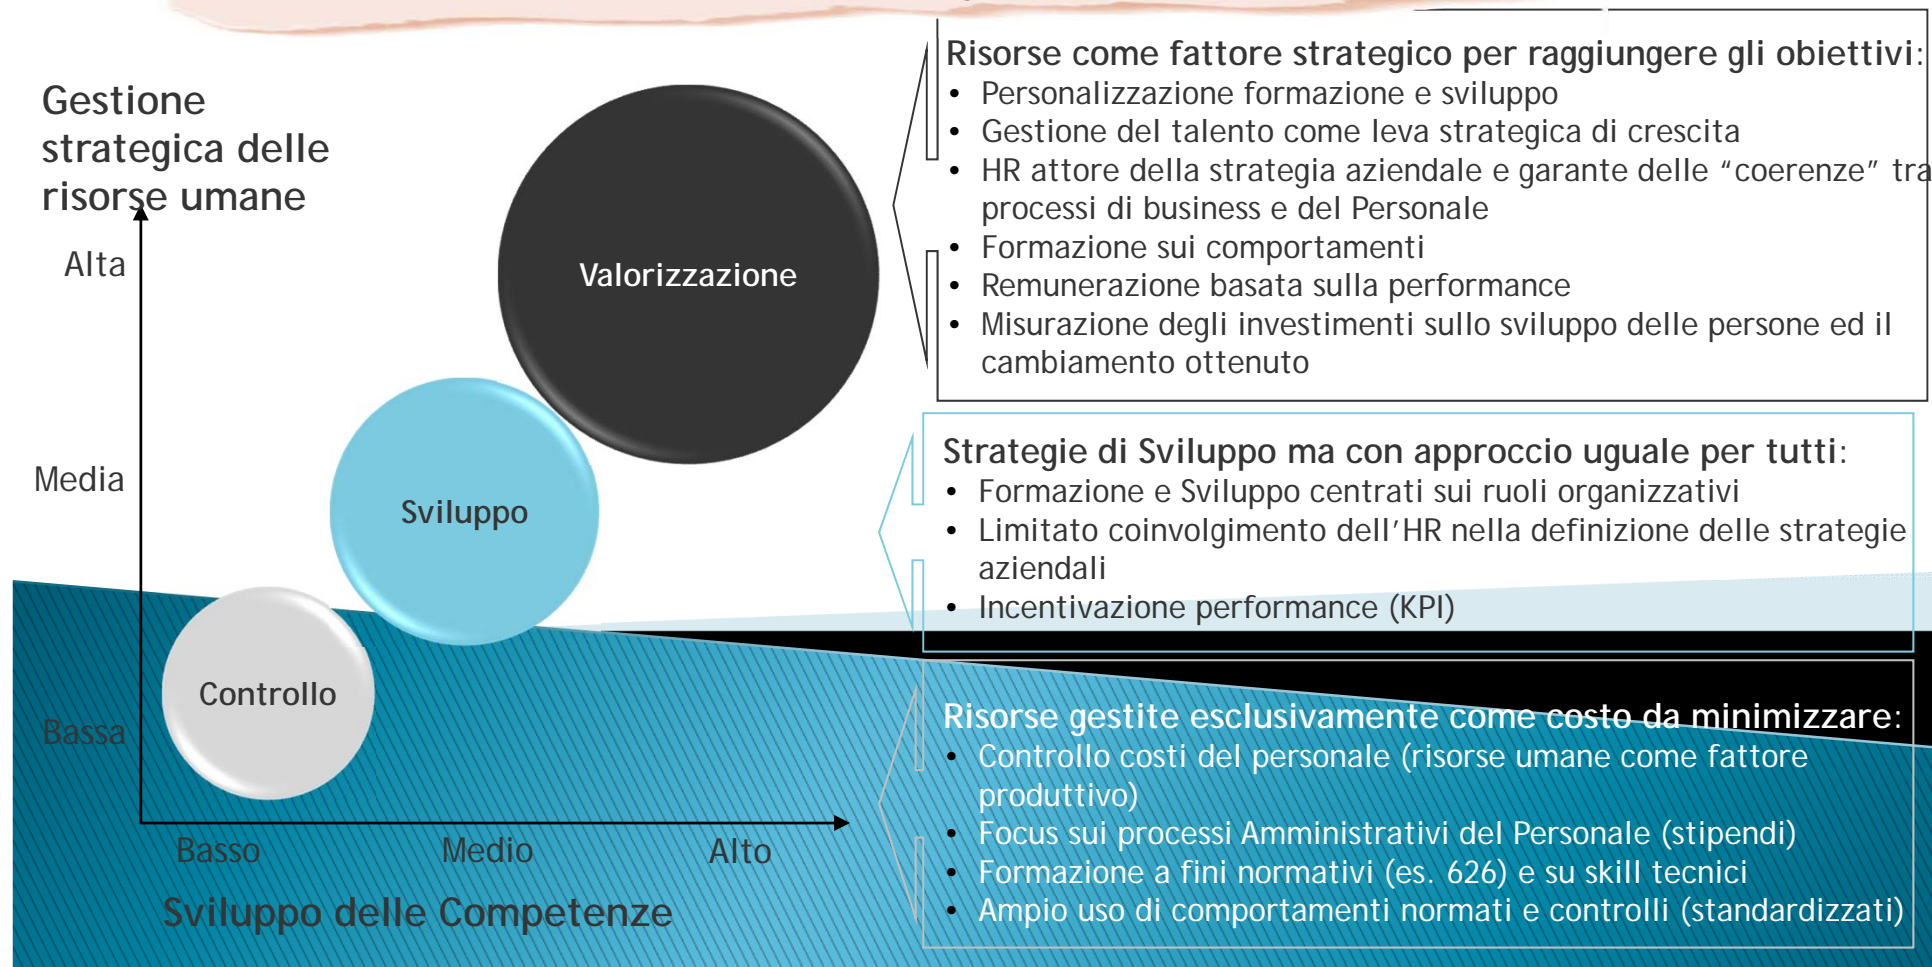 Gestione
strategica delle
risorse umane
Alta
Media
Bassa
Valorizzazione
Sviluppo
Controllo
Basso
Medio
Alto
Sviluppo delle Competenze
Risorse come fattore strategico per raggiungere gli obiettivi:
• Personalizzazione formazione e sviluppo
• Gestione del talento come leva strategica di crescita
• HR attore della strategia aziendale e garante delle “coerenze” tra
processi di business e del Personale
• Formazione sui comportamenti
• Remunerazione basata sulla performance
• Misurazione degli investimenti sullo sviluppo delle persone ed il
cambiamento ottenuto
Strategie di Sviluppo ma con approccio uguale per tutti:
• Formazione e Sviluppo centrati sui ruoli organizzativi
• Limitato coinvolgimento dell’HR nella definizione delle strategie
aziendali
• Incentivazione performance (KPI)
Risorse gestite esclusivamente come costo da minimizzare:
• Controllo costi del personale (risorse umane come fattore
produttivo)
• Focus sui processi Amministrativi del Personale (stipendi)
• Formazione a fini normativi (es. 626) e su skill tecnici
• Ampio uso di comportamenti normati e controlli (standardizzati)